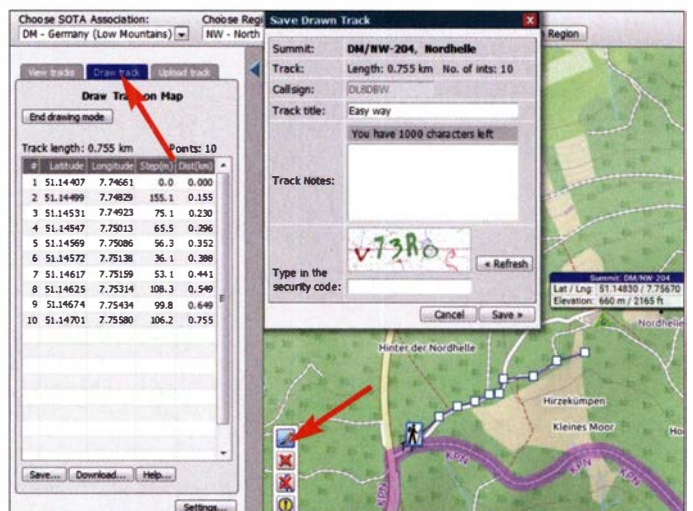 Choose SOTA Association:
DM - Germany (Low Mountains)
Choose Regi
NW - North
Region
View tracks
Draw track
Upload track
Draw Tra on Map
End drawing mode
Track length: 0.755 km Points: 10
# Latitude Longitude Step(m) Dist(km)
1 51.14407 7.74661 0.0 0.000
2 51.14499 7.74829 155.1 0.155
3 51.14531 7.74923 75.1 0.230
4 51.14547 7.75013 65.5 0.296
5 51.14569 7.75086 56.3 0.352
6 51.14572 7.75138 36.1 0.388
7 51.14617 7.75159 53.1 0.441
8 51.14625 7.75314 108.3 0.549
9 51.14674 7.75434 99.8 0.649
10 51.14701 7.75580 106.2 0.755
Save... Download... Help...
Settings...
Save Drawn Track
X
Summit: DM/NW-204, Nordhelle
Track: Length: 0.755 km No. of ints: 10
Callsign: DL8DBW
Track title: Easy way
You have 1000 characters left
Track Notes:
Type in the
security code:
« Refresh
Cancel
Save »
Summit: DM/NW-204
Lat / Lng: 51.14830 / 7.75670
Elevation: 660 m / 2165 ft
Nordhelle
Hinter der Nordhelle
Hirzekümpen
Kleines Moor
Ho
KPN
KPN
KPN
KPN